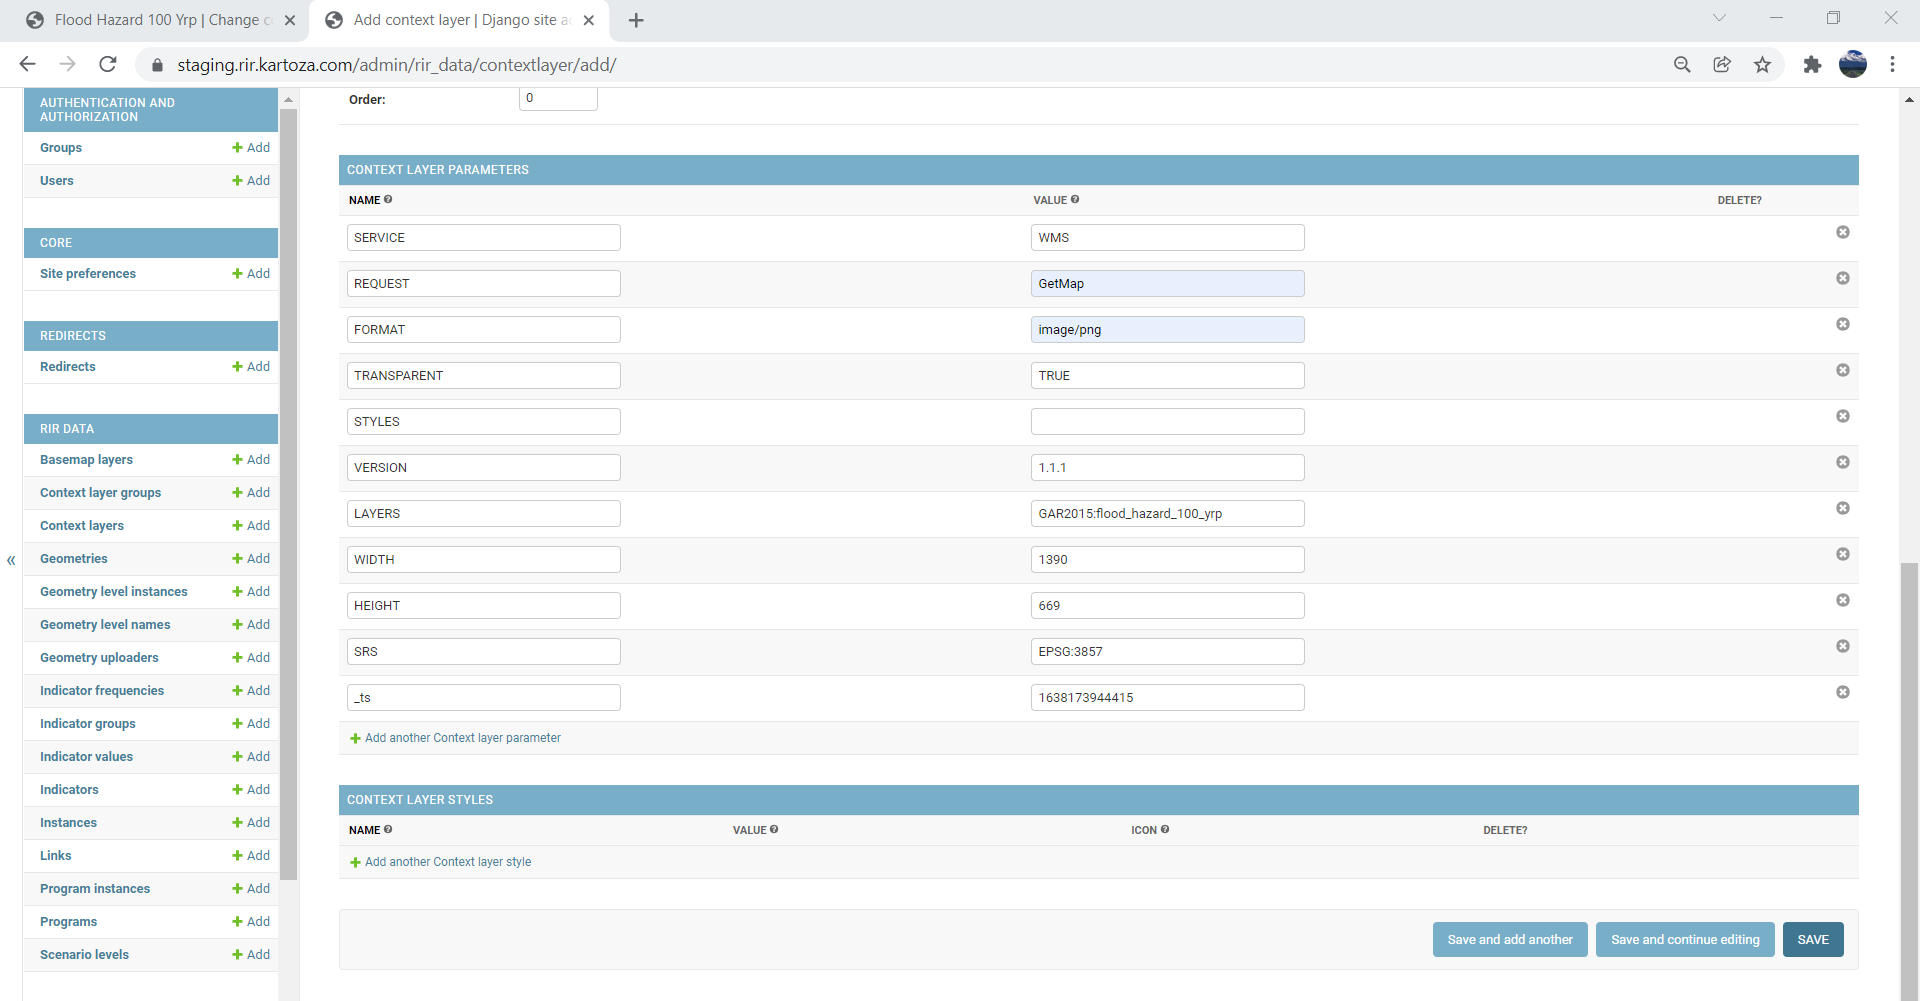 Flood Hazard 100 Yrp | Change c
Add context layer | Django site a
staging.rir.kartoza.com/admin/rir_data/contextlayer/add/
AUTHENTICATION AND
AUTHORIZATION
Groups Add
Users Add
CORE
Site preferences Add
REDIRECTS
Redirects Add
RIR DATA
Basemap layers Add
Context layer groups Add
Context layers Add
Geometries Add
Geometry level instances Add
Geometry level names Add
Geometry uploaders Add
Indicator frequencies Add
Indicator groups Add
Indicator values Add
Indicators Add
Instances Add
Links Add
Program instances Add
Programs Add
Scenario levels Add
«
Order: 0
CONTEXT LAYER PARAMETERS
NAME VALUE DELETE?
SERVICE WMS
REQUEST GetMap
FORMAT image/png
TRANSPARENT TRUE
STYLES
VERSION 1.1.1
LAYERS GAR2015:flood_hazard_100_yrp
WIDTH 1390
HEIGHT 669
SRS EPSG:3857
_ts 1638173944415
Add another Context layer parameter
CONTEXT LAYER STYLES
NAME VALUE ICON DELETE?
Add another Context layer style
Save and add another Save and continue editing SAVE